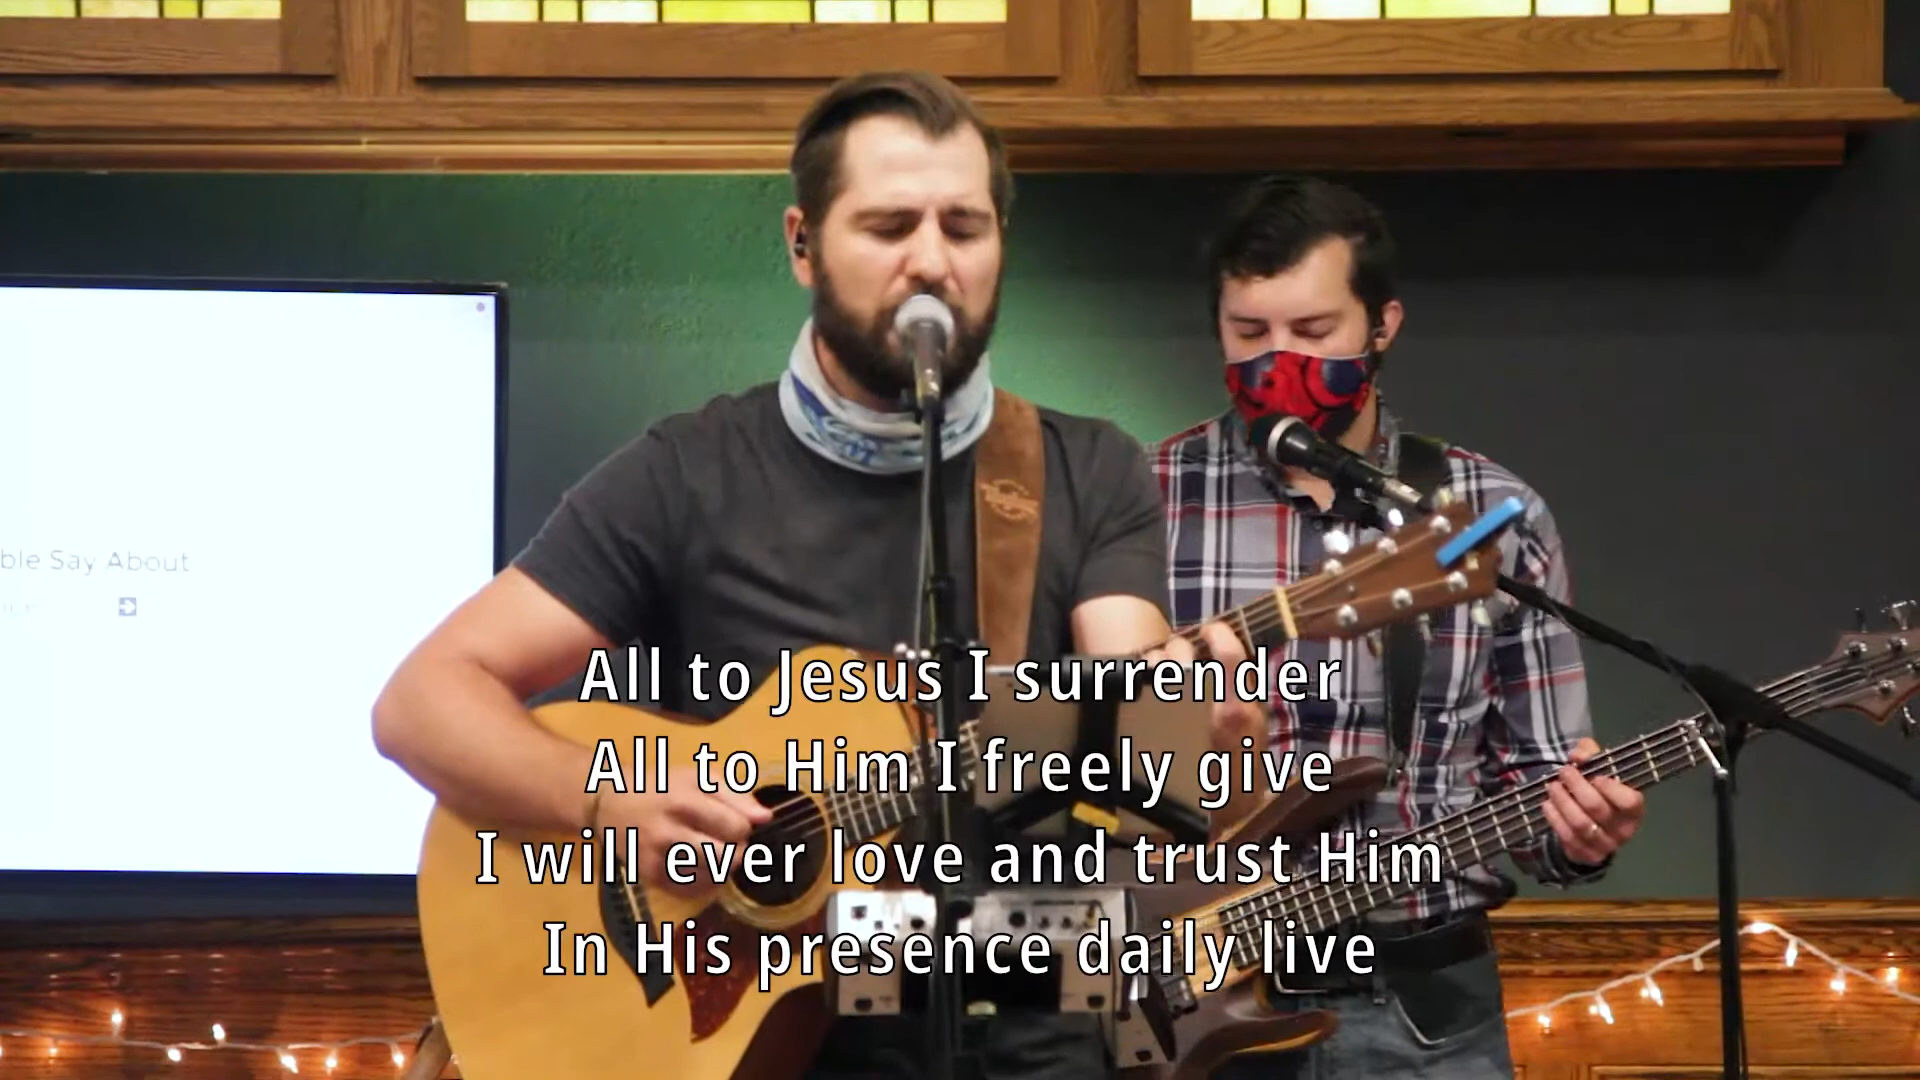 ble Say About
All to Jesus I surrender
All to Him I freely give
I will ever love and trust Him
In His presence daily live